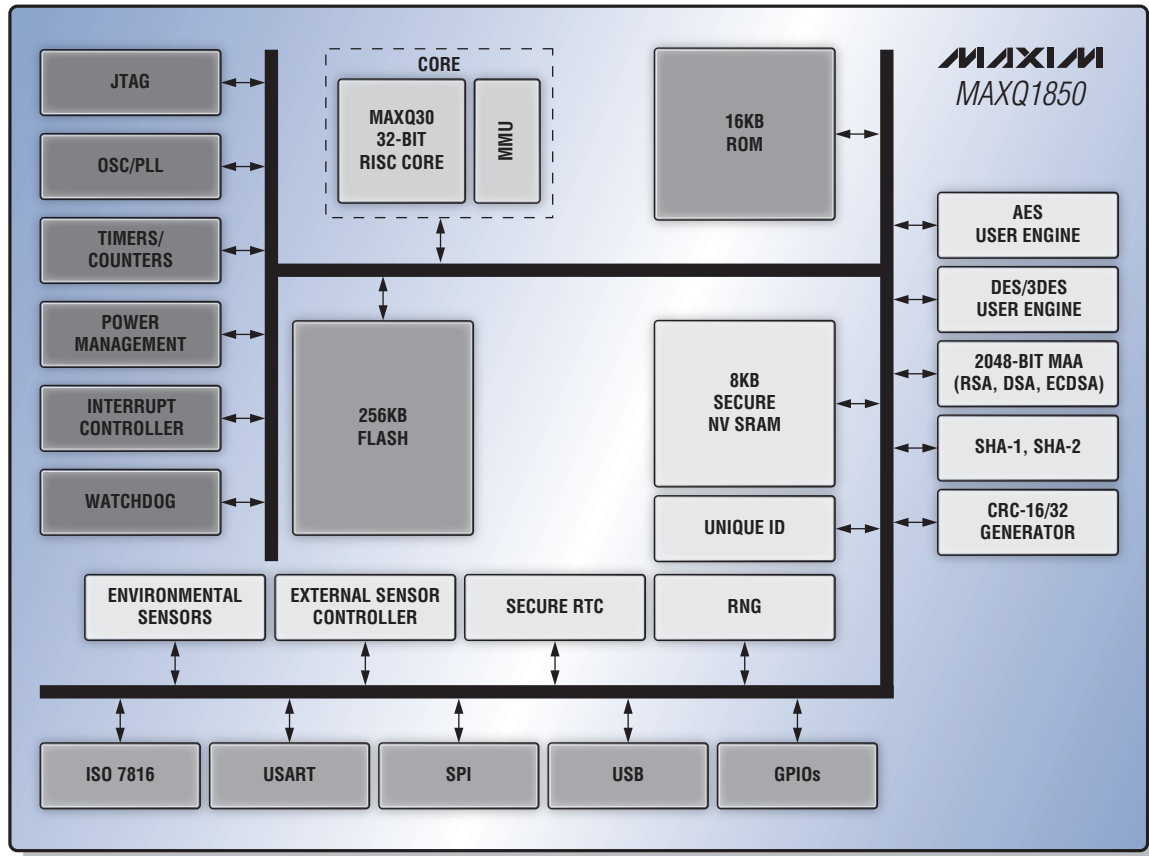 JTAG
OSC/PLL
TIMERS/
COUNTERS
POWER
MANAGEMENT
INTERRUPT
CONTROLLER
WATCHDOG
CORE
MAXQ30
32-BIT
RISC CORE
MMU
16KB
ROM
MAXIM
MAXQ1850
AES
USER ENGINE
DES/3DES
USER ENGINE
2048-BIT MAA
(RSA, DSA, ECDSA)
SHA-1, SHA-2
CRC-16/32
GENERATOR
256KB
FLASH
8KB
SECURE
NV SRAM
UNIQUE ID
ENVIRONMENTAL
SENSORS
EXTERNAL SENSOR
CONTROLLER
SECURE RTC
RNG
ISO 7816
USART
SPI
USB
GPIOs